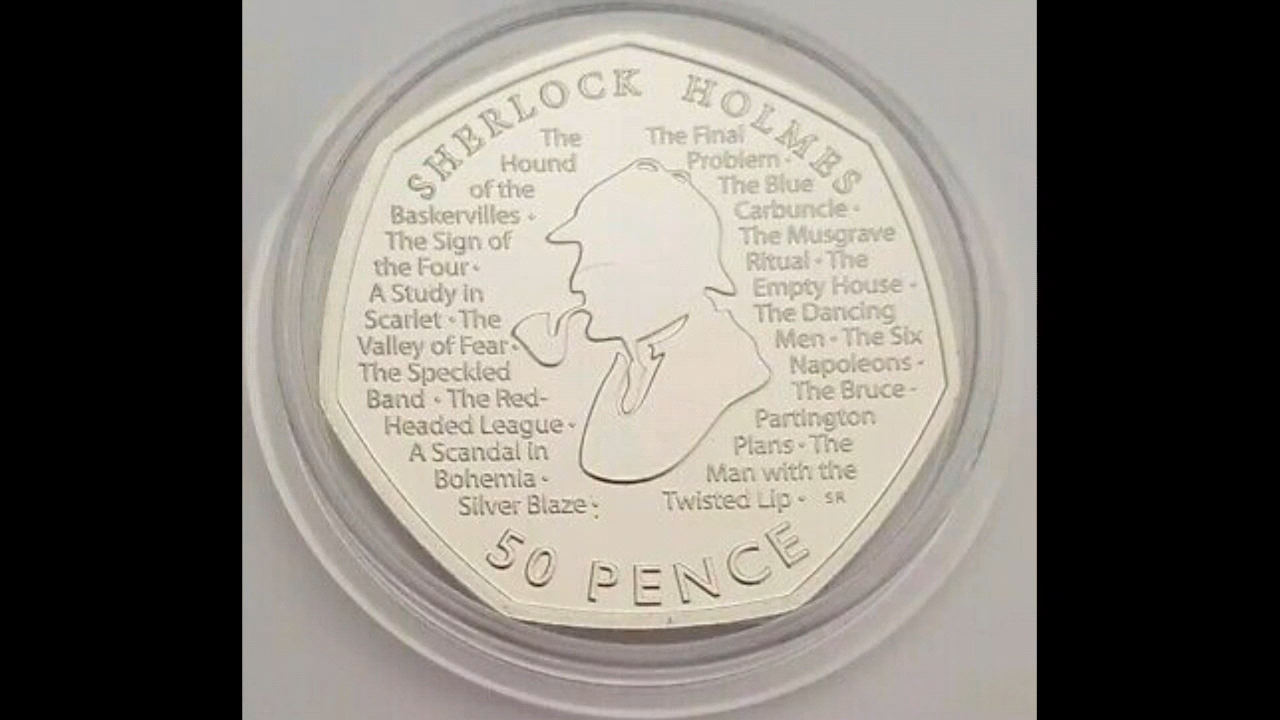 SHERLOCK HOLMES
The
Hound
of the
Baskervilles •
The Sign of
the Four •
A Study in
Scarlet • The
Valley of Fear •
The Speckled
Band • The Red-
Headed League •
A Scandal in
Bohemia •
Silver Blaze •
The Final
Problem •
The Blue
Carbuncle •
The Musgrave
Ritual • The
Empty House •
The Dancing
Men • The Six
Napoleons •
The Bruce-
Partington
Plans • The
Man with the
Twisted Lip •
SR
50 PENCE